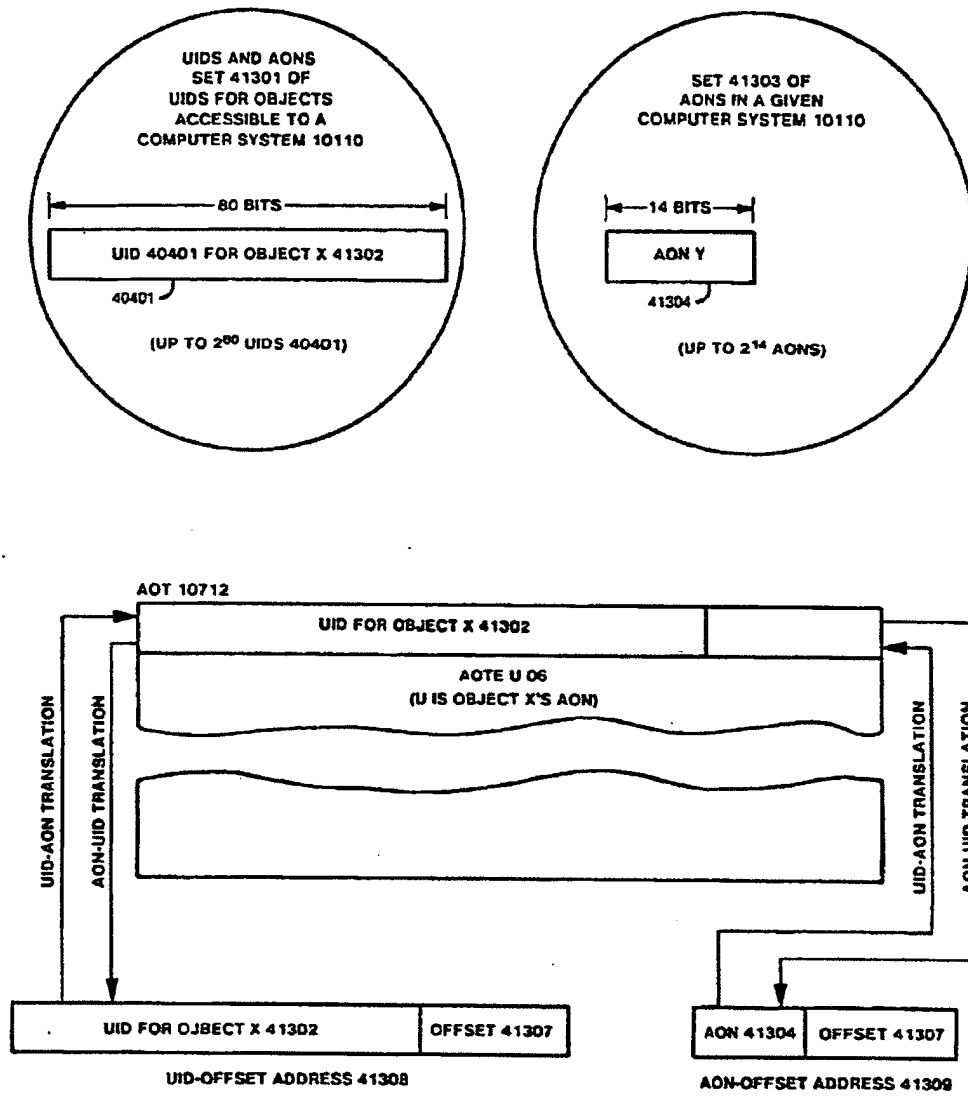 UIDS AND AONS
SET 41301 OF
UIDS FOR OBJECTS
ACCESSIBLE TO A
COMPUTER SYSTEM 10110
80 BITS
UID 40401 FOR OBJECT X 41302
40401
(UP TO 2⁸⁰ UIDS 40401)
SET 41303 OF
AONS IN A GIVEN
COMPUTER SYSTEM 10110
14 BITS
AON Y
41304
(UP TO 2¹⁴ AONS)
AOT 10712
UID FOR OBJECT X 41302
AOTE U 06
(U IS OBJECT X'S AON)
UID-AON TRANSLATION
AON-UID TRANSLATION
UID-AON TRANSLATION
AON-UID TRANSLATION
UID FOR OJBECT X 41302
OFFSET 41307
UID-OFFSET ADDRESS 41308
AON 41304
OFFSET 41307
AON-OFFSET ADDRESS 41309